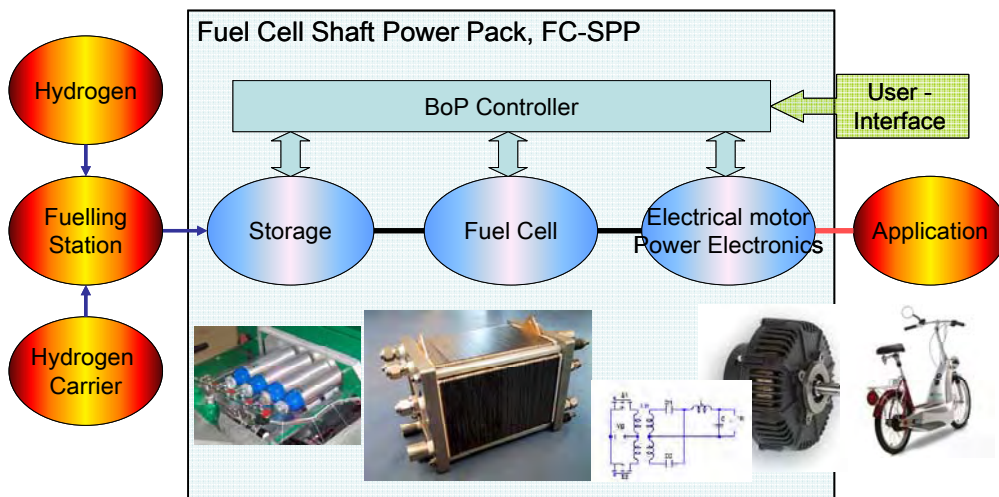 Fuel Cell Shaft Power Pack, FC-SPP
Hydrogen
BoP Controller
User -
Interface
Fuelling
Station
Storage
Fuel Cell
Electrical motor
Power Electronics
Application
Hydrogen
Carrier